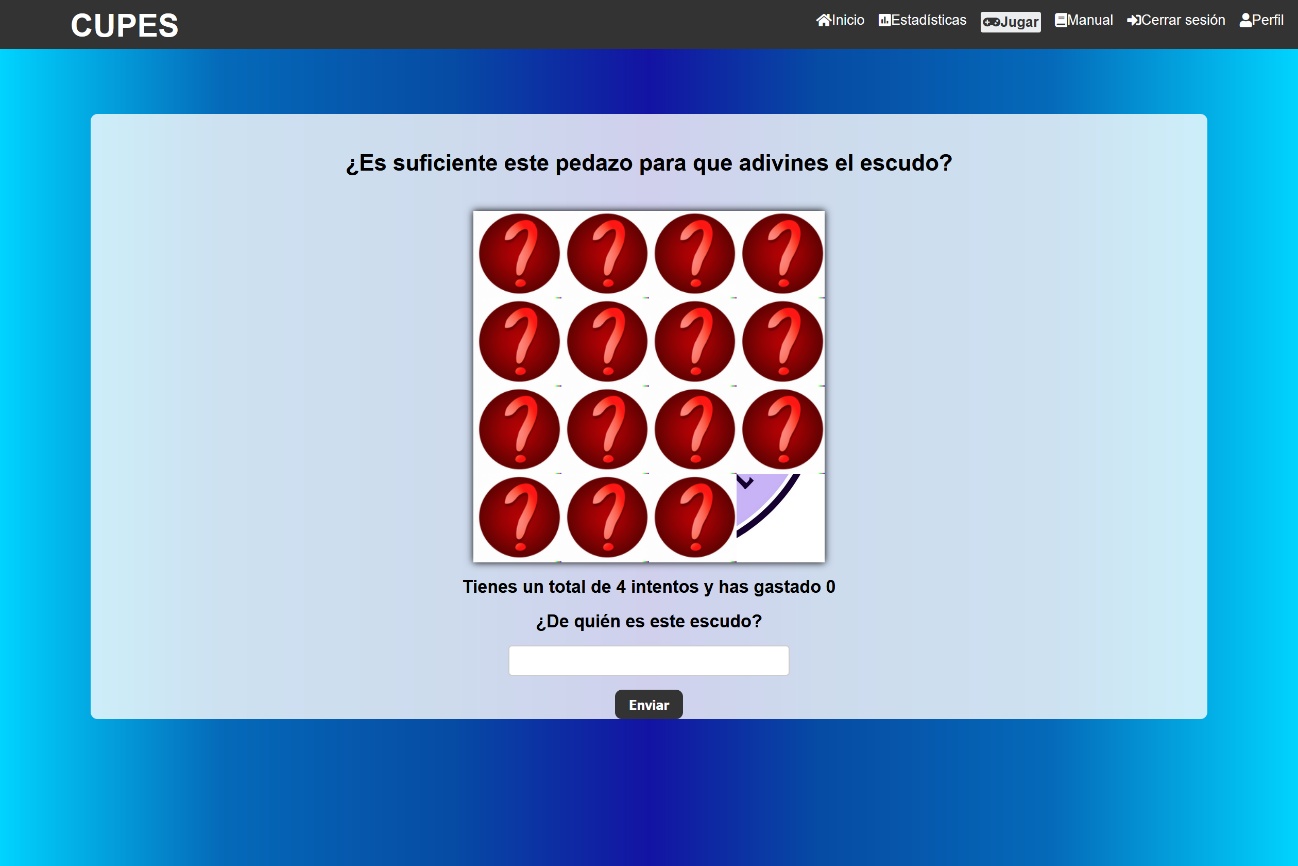 CUPES
Inicio
Estadísticas
Jugar
Manual
Cerrar sesión
Perfil
¿Es suficiente este pedazo para que adivines el escudo?
? ? ? ?
? ? ? ?
? ? ? ?
? ? ?
Tienes un total de 4 intentos y has gastado 0
¿De quién es este escudo?
Enviar